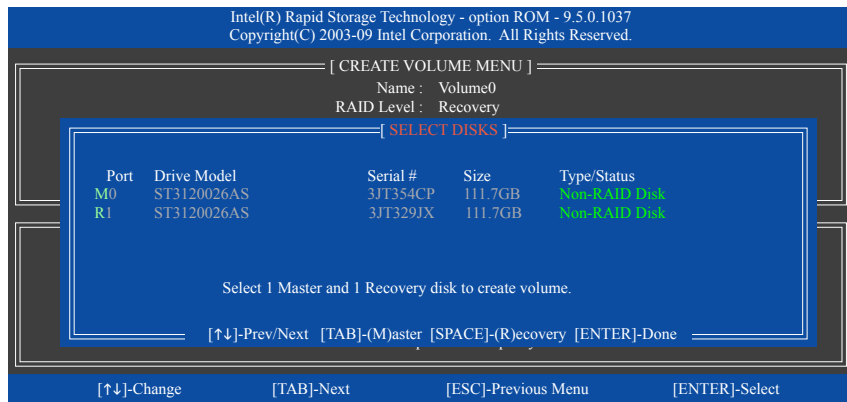 Intel(R) Rapid Storage Technology - option ROM - 9.5.0.1037
Copyright(C) 2003-09 Intel Corporation. All Rights Reserved.
[ CREATE VOLUME MENU ]
Name : Volume0
RAID Level : Recovery
[ SELECT DISKS ]
Port Drive Model Serial # Size Type/Status
M0 ST3120026AS 3JT354CP 111.7GB Non-RAID Disk
R1 ST3120026AS 3JT329JX 111.7GB Non-RAID Disk
Select 1 Master and 1 Recovery disk to create volume.
[↑↓]-Prev/Next [TAB]-(M)aster [SPACE]-(R)ecovery [ENTER]-Done
[↑↓]-Change [TAB]-Next [ESC]-Previous Menu [ENTER]-Select